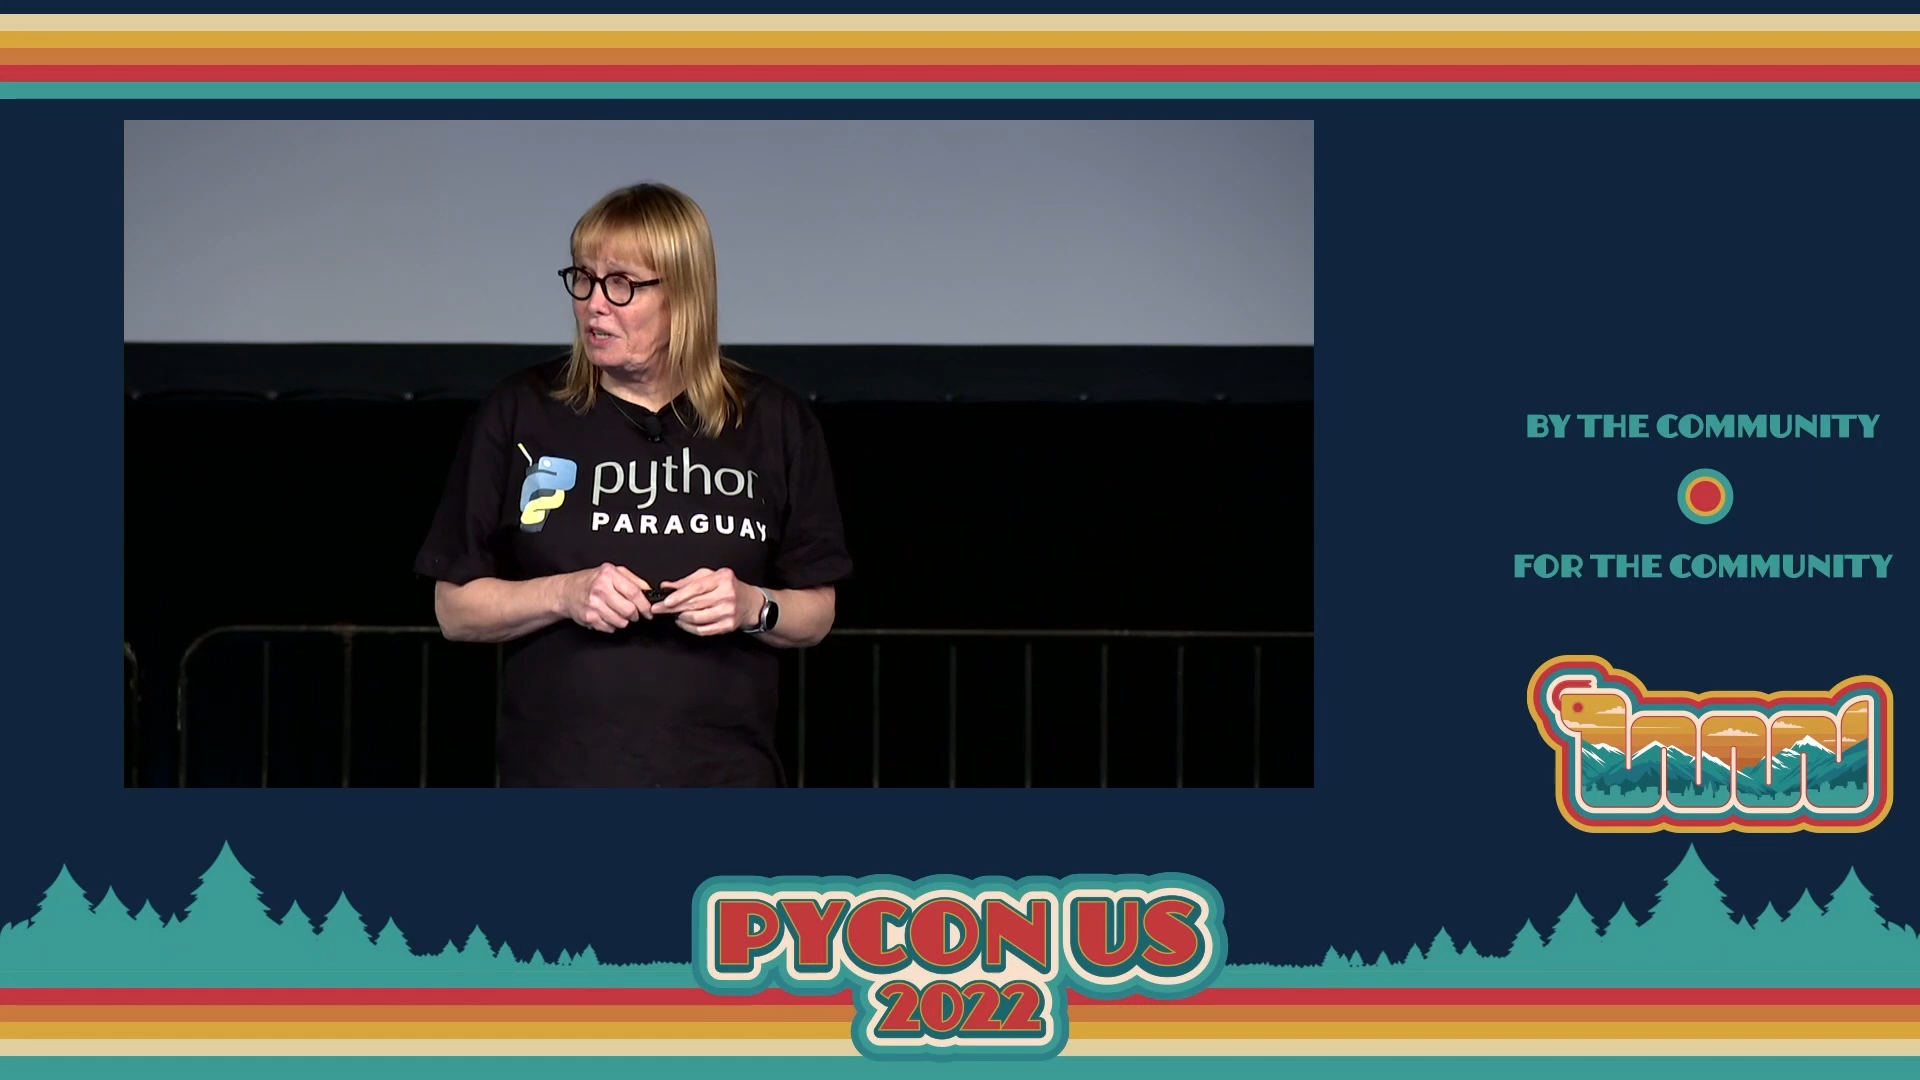 python
PARAGUAY
BY THE COMMUNITY
FOR THE COMMUNITY
PYCON US
2022